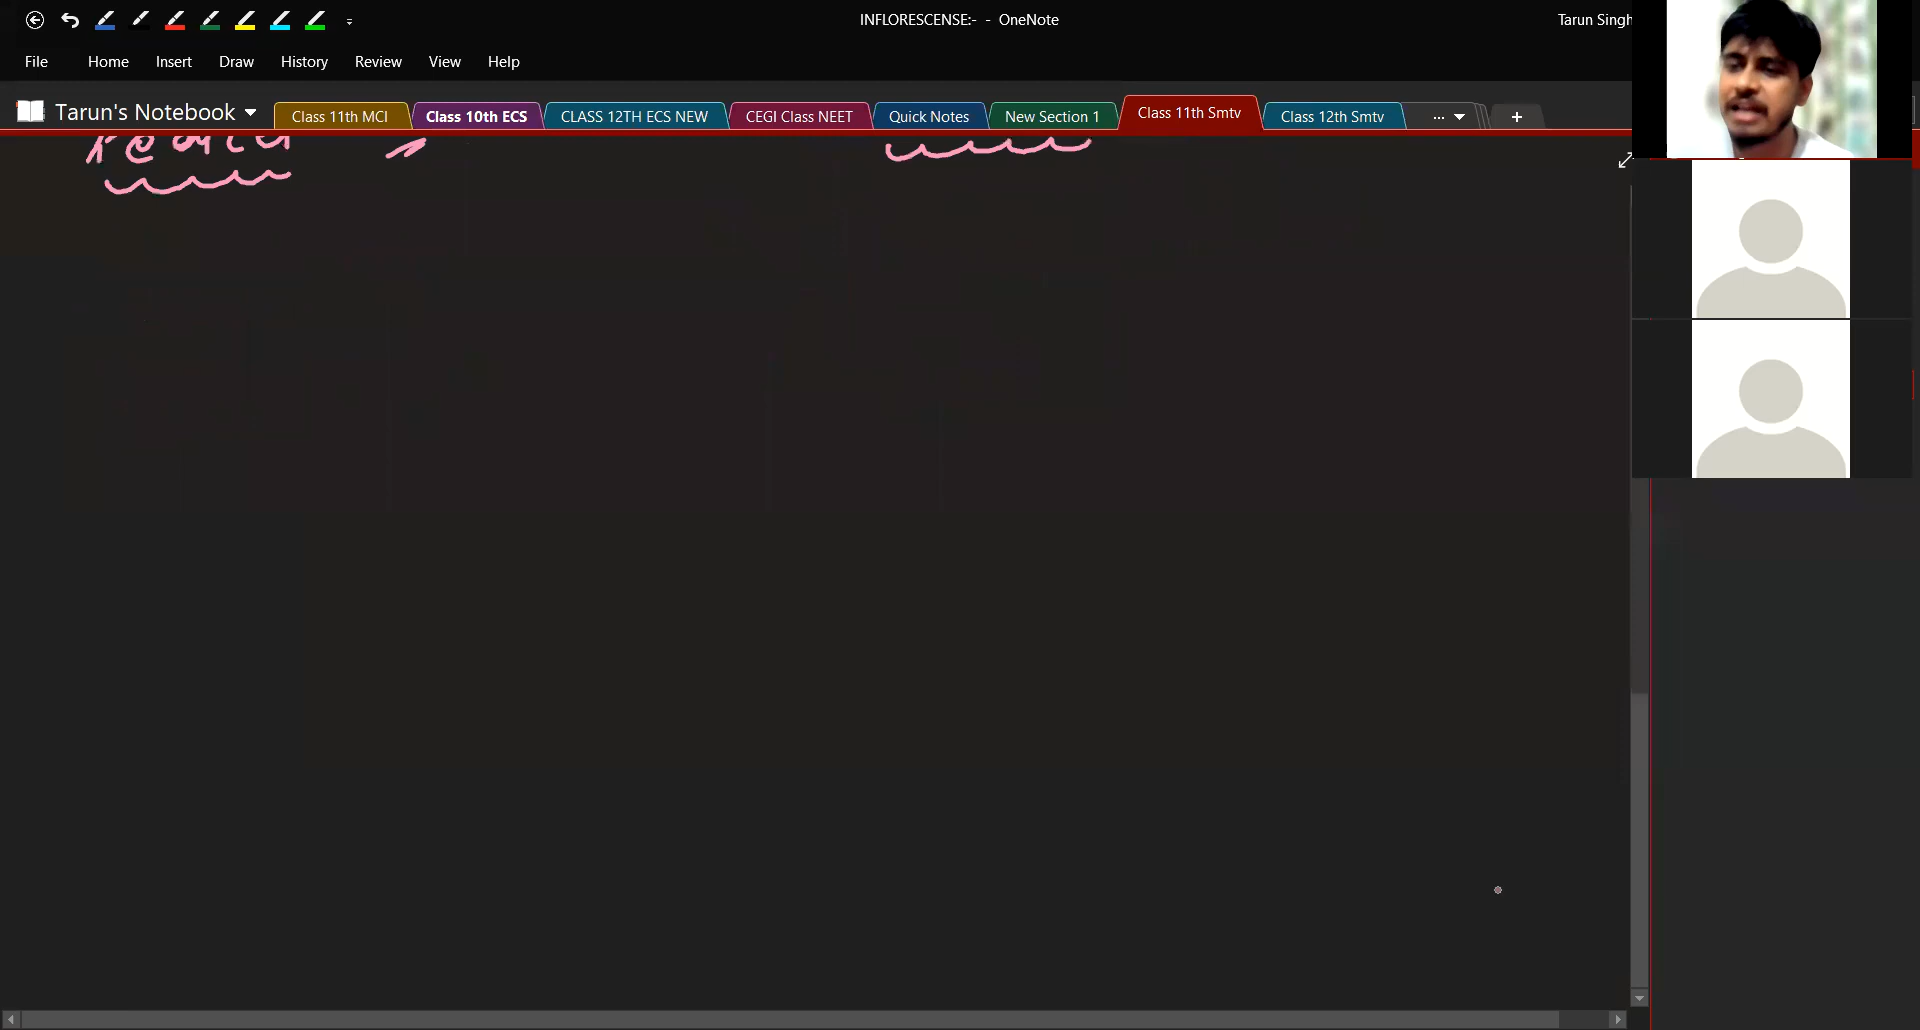 INFLORESCENSE:- - OneNote
Tarun Singh
File Home Insert Draw History Review View Help
Tarun's Notebook
Class 11th MCI Class 10th ECS CLASS 12TH ECS NEW CEGI Class NEET Quick Notes New Section 1 Class 11th Smtv Class 12th Smtv ... +